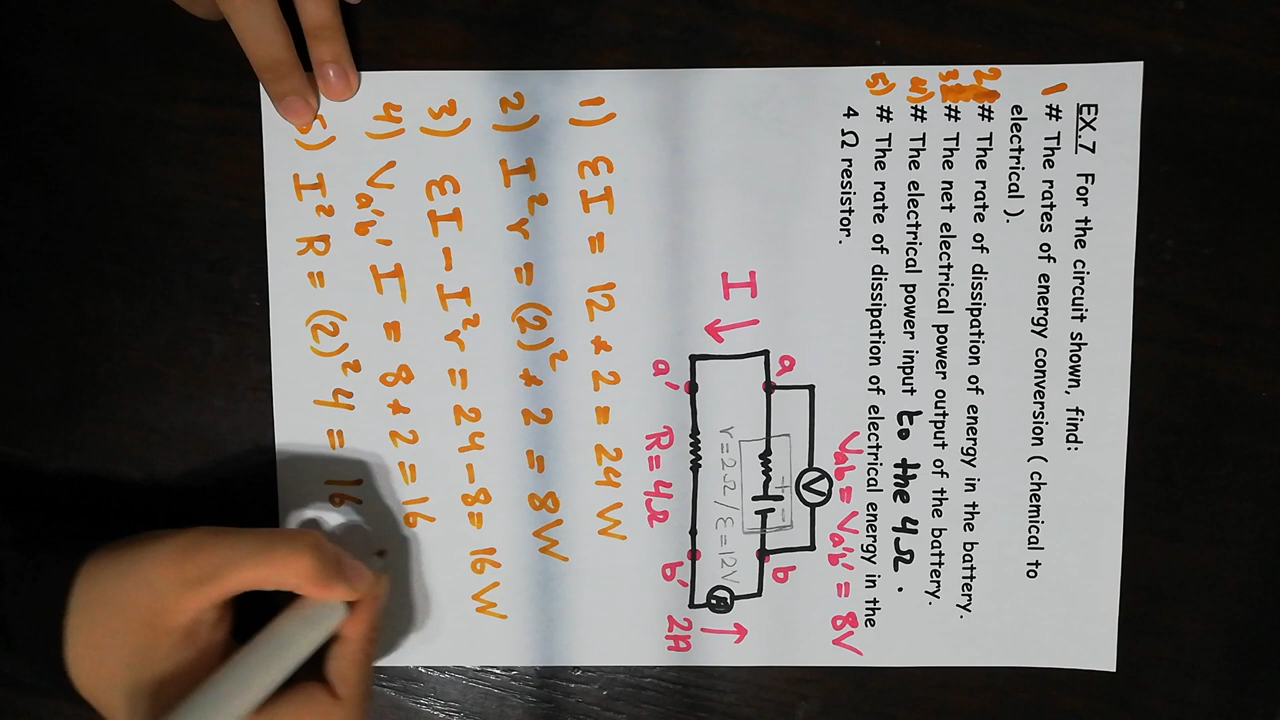 EX.7 For the circuit shown, find:
1 # The rates of energy conversion ( chemical to
electrical ).
2 # The rate of dissipation of energy in the battery.
3 # The net electrical power output of the battery.
4) # The electrical power input to the 4Ω.
5) # The rate of dissipation of electrical energy in the
4 Ω resistor.
Vab = Va'b' = 8V
V
a
b
+ -
r=2Ω / ε=12V
I
A
2A
a'
R=4Ω
b'
1) εI = 12 * 2 = 24 W
2) I²r = (2)² * 2 = 8W
3) εI - I²r = 24 - 8 = 16 W
4) Va'b' I = 8 * 2 = 16
5) I² R = (2)² 4 = 16